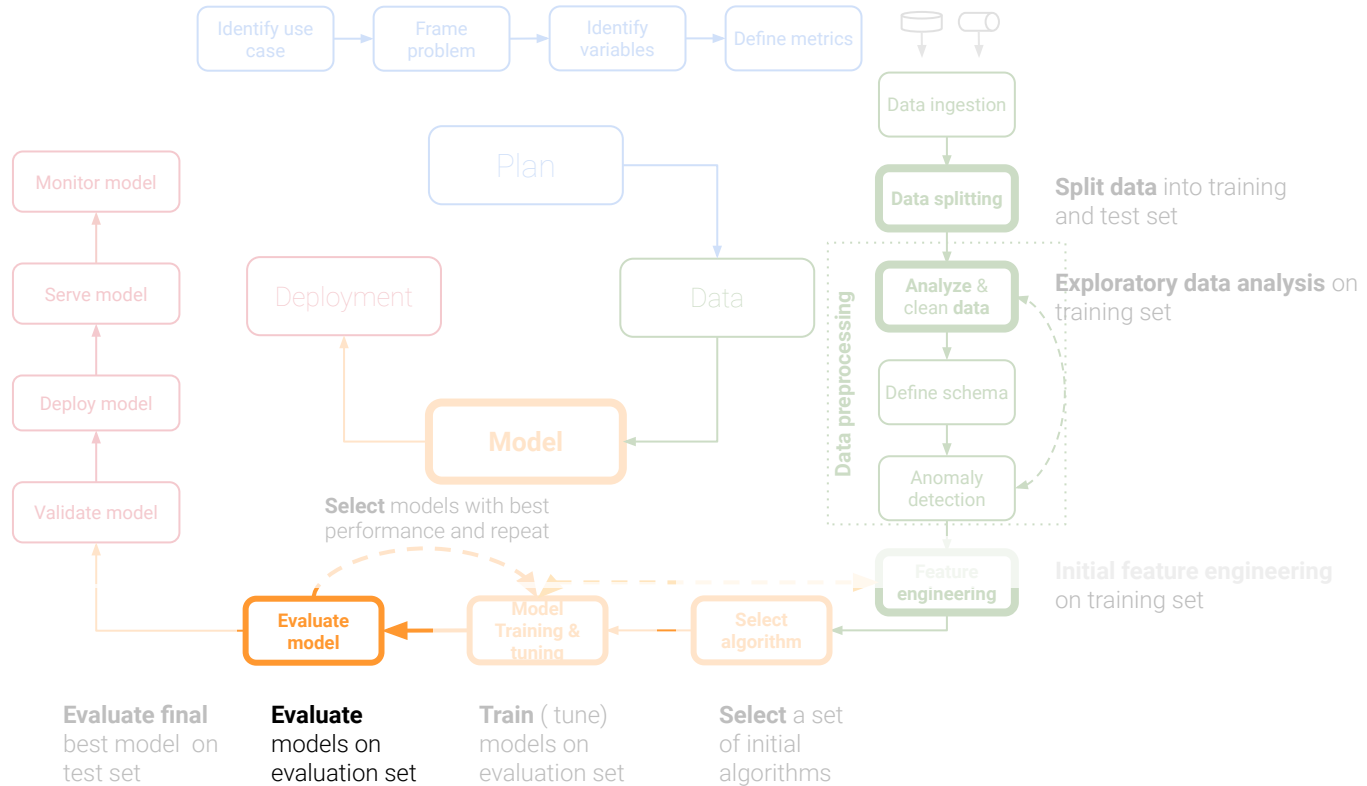 Identify use
case
Frame
problem
Identify
variables
Define metrics
Data ingestion
Plan
Monitor model
Data splitting
Split data into training
and test set
Serve model
Deployment
Data
Analyze &
clean data
Exploratory data analysis on
training set
Data preprocessing
Define schema
Deploy model
Model
Anomaly
detection
Validate model
Select models with best
performance and repeat
Feature
engineering
Initial feature engineering
on training set
Evaluate
model
Model
Training &
tuning
Select
algorithm
Evaluate final
best model on
test set
Evaluate
models on
evaluation set
Train ( tune)
models on
evaluation set
Select a set
of initial
algorithms